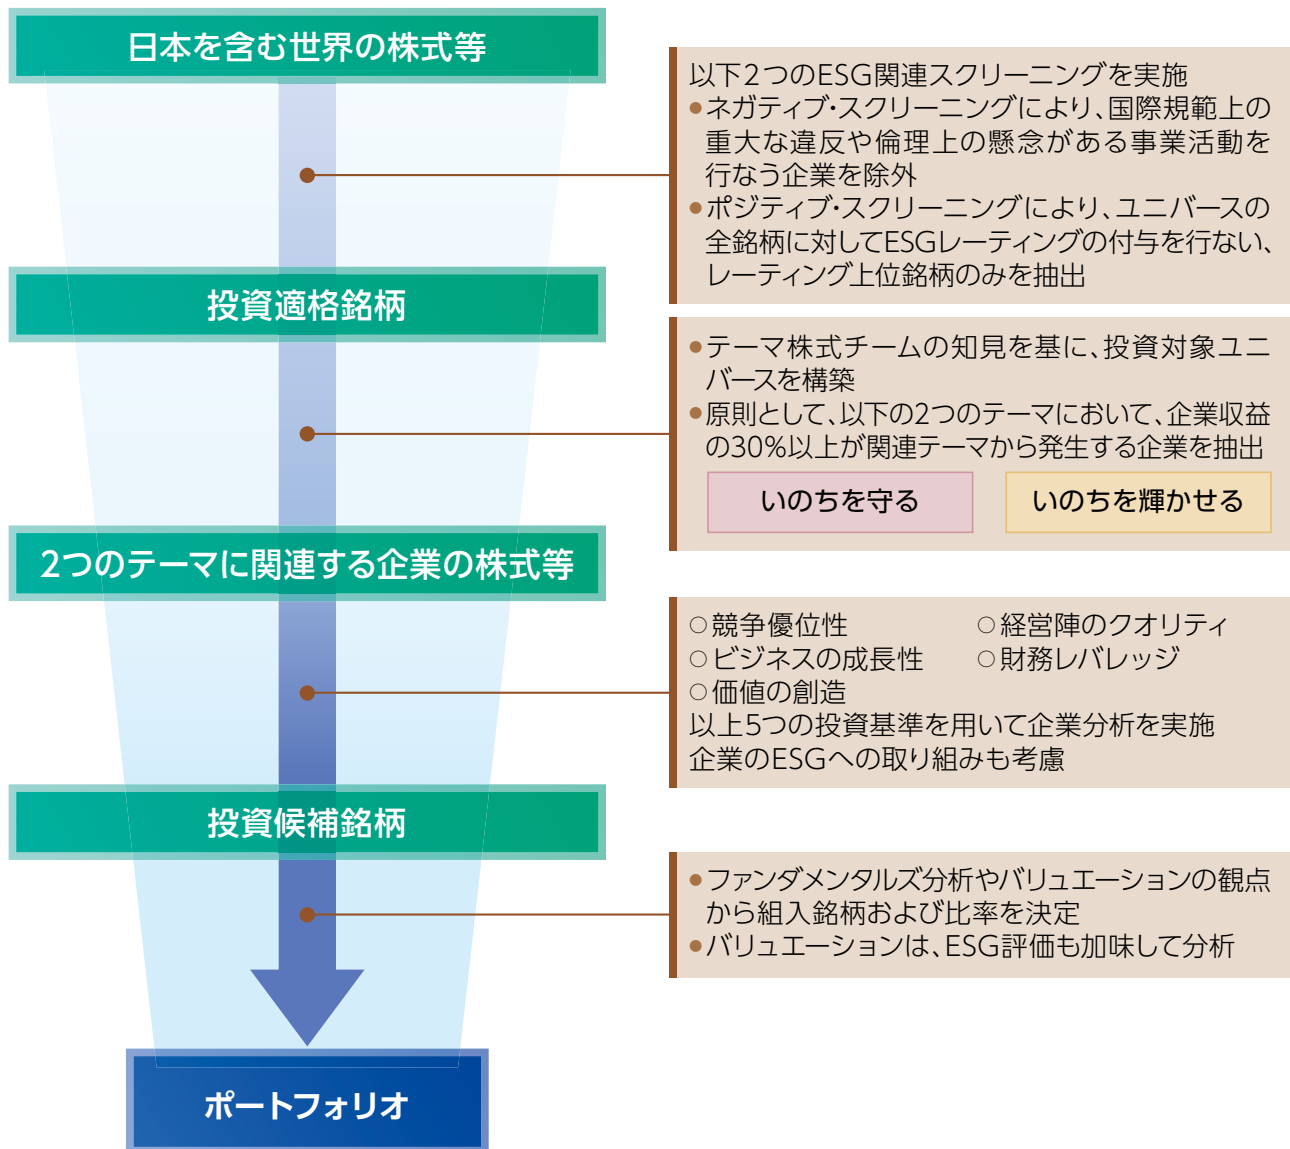 日本を含む世界の株式等
以下2つのESG関連スクリーニングを実施
●ネガティブ・スクリーニングにより、国際規範上の
重大な違反や倫理上の懸念がある事業活動を
行なう企業を除外
●ポジティブ・スクリーニングにより、ユニバースの
全銘柄に対してESGレーティングの付与を行ない、
レーティング上位銘柄のみを抽出
投資適格銘柄
●テーマ株式チームの知見を基に、投資対象ユニ
バースを構築
●原則として、以下の2つのテーマにおいて、企業収益
の30%以上が関連テーマから発生する企業を抽出
いのちを守る
いのちを輝かせる
2つのテーマに関連する企業の株式等
○競争優位性 ○経営陣のクオリティ
○ビジネスの成長性 ○財務レバレッジ
○価値の創造
以上5つの投資基準を用いて企業分析を実施
企業のESGへの取り組みも考慮
投資候補銘柄
●ファンダメンタルズ分析やバリュエーションの観点
から組入銘柄および比率を決定
●バリュエーションは、ESG評価も加味して分析
ポートフォリオ